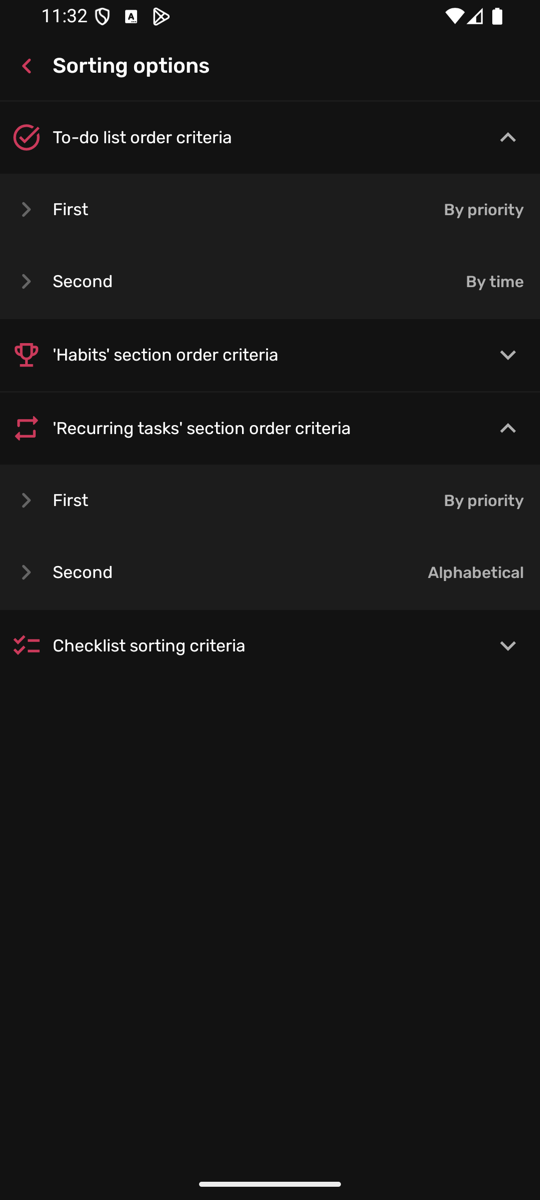 11:32
Sorting options
To-do list order criteria
First By priority
Second By time
'Habits' section order criteria
'Recurring tasks' section order criteria
First By priority
Second Alphabetical
Checklist sorting criteria